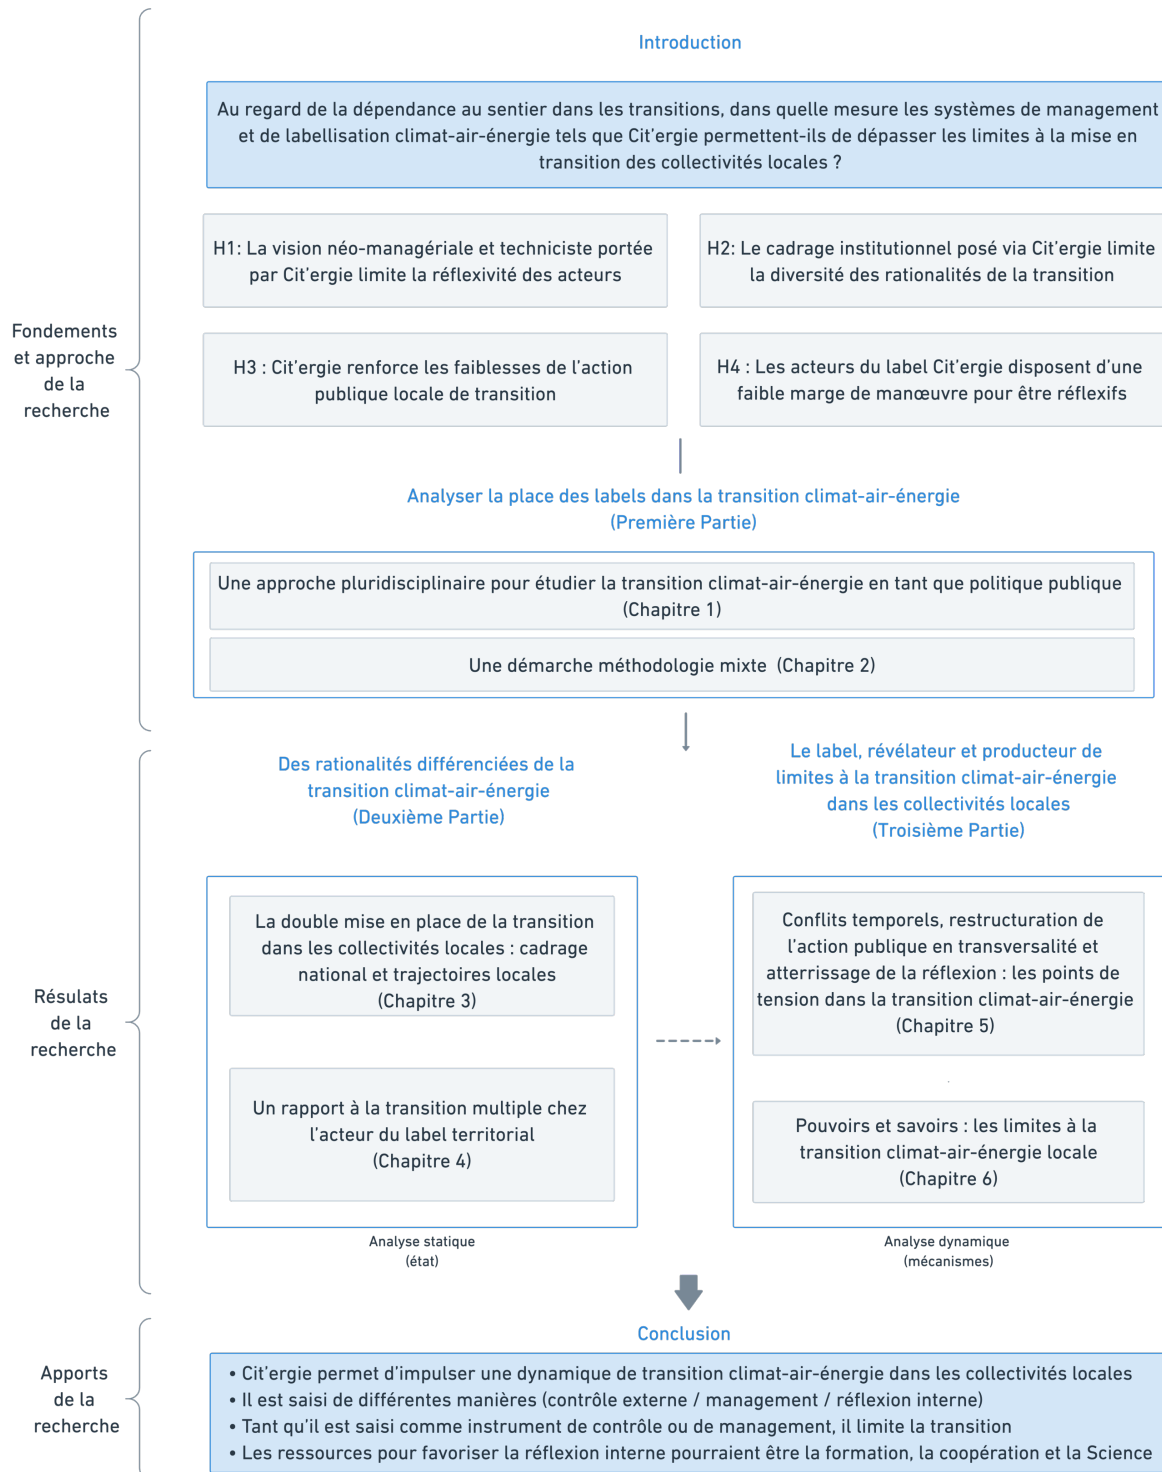 Introduction
Au regard de la dépendance au sentier dans les transitions, dans quelle mesure les systèmes de management
et de labellisation climat-air-énergie tels que Cit'ergie permettent-ils de dépasser les limites à la mise en
transition des collectivités locales ?
H1: La vision néo-managériale et techniciste portée
par Cit'ergie limite la réflexivité des acteurs
H2: Le cadrage institutionnel posé via Cit'ergie limite
la diversité des rationalités de la transition
Fondements
et approche
de la
recherche
H3 : Cit'ergie renforce les faiblesses de l'action
publique locale de transition
H4 : Les acteurs du label Cit'ergie disposent d'une
faible marge de manœuvre pour être réflexifs
Analyser la place des labels dans la transition climat-air-énergie
(Première Partie)
Une approche pluridisciplinaire pour étudier la transition climat-air-énergie en tant que politique publique
(Chapitre 1)
Une démarche méthodologie mixte (Chapitre 2)
Des rationalités différenciées de la
transition climat-air-énergie
(Deuxième Partie)
Le label, révélateur et producteur de
limites à la transition climat-air-énergie
dans les collectivités locales
(Troisième Partie)
Résulats
de la
recherche
La double mise en place de la transition
dans les collectivités locales : cadrage
national et trajectoires locales
(Chapitre 3)
Un rapport à la transition multiple chez
l'acteur du label territorial
(Chapitre 4)
Analyse statique
(état)
Conflits temporels, restructuration de
l'action publique en transversalité et
atterrissage de la réflexion : les points de
tension dans la transition climat-air-énergie
(Chapitre 5)
Pouvoirs et savoirs : les limites à la
transition climat-air-énergie locale
(Chapitre 6)
Analyse dynamique
(mécanismes)
Conclusion
Apports
de la
recherche
• Cit'ergie permet d'impulser une dynamique de transition climat-air-énergie dans les collectivités locales
• Il est saisi de différentes manières (contrôle externe / management / réflexion interne)
• Tant qu'il est saisi comme instrument de contrôle ou de management, il limite la transition
• Les ressources pour favoriser la réflexion interne pourraient être la formation, la coopération et la Science